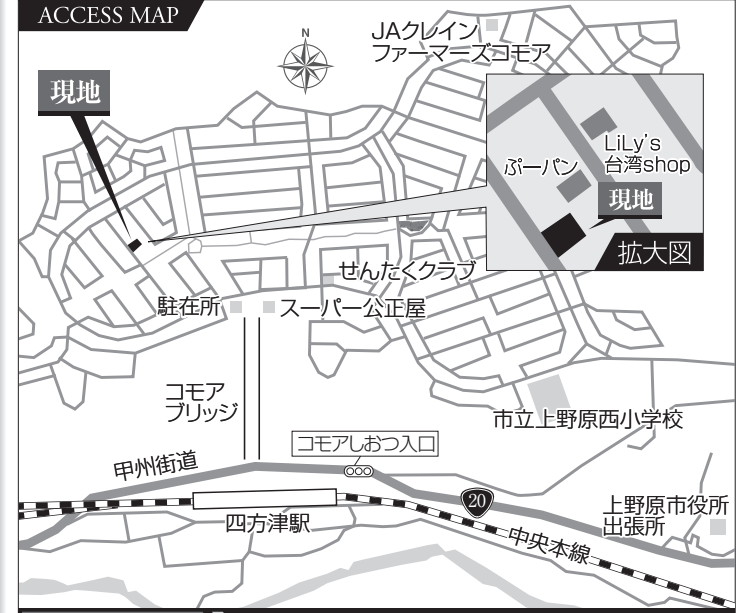 ACCESS MAP
N
JAクレイン
ファーマーズコモア
現地
ぷーパン
LiLy's
台湾shop
現地
拡大図
せんたくクラブ
駐在所
スーパー公正屋
コモア
ブリッジ
市立上野原西小学校
コモアしおつ入口
甲州街道
20
四方津駅
上野原市役所
出張所
中央本線